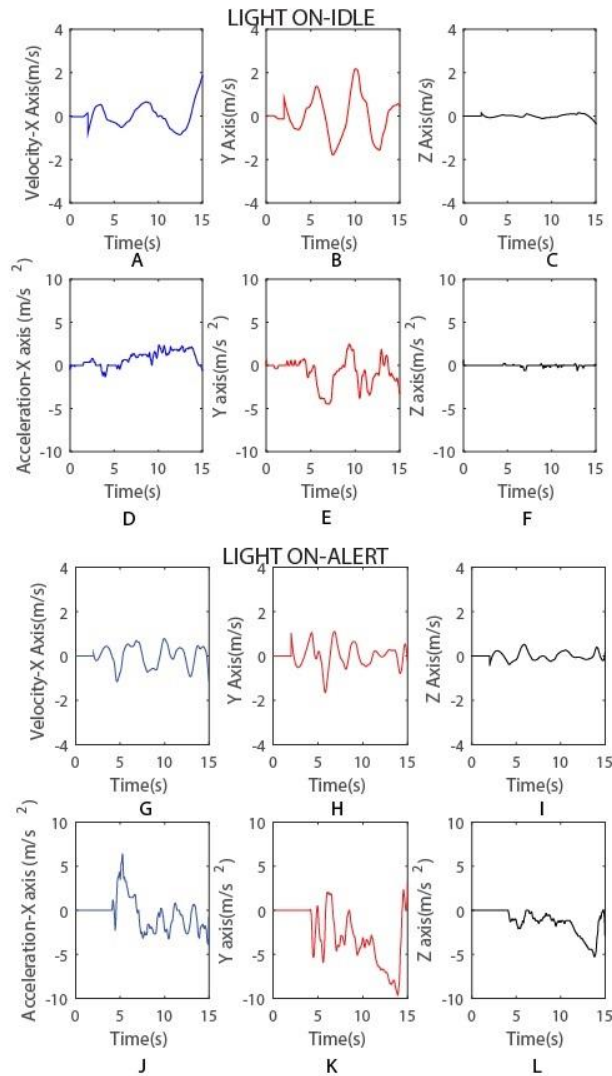 LIGHT ON-IDLE
Velocity-X Axis(m/s)
4
2
0
-2
-4
0 5 10 15
Time(s)
A
Y Axis(m/s)
4
2
0
-2
-4
0 5 10 15
Time(s)
B
Z Axis(m/s)
4
2
0
-2
-4
0 5 10 15
Time(s)
C
Acceleration-X axis (m/s 2)
10
5
0
-5
-10
0 5 10 15
Time(s)
D
Y axis(m/s 2)
10
5
0
-5
-10
0 5 10 15
Time(s)
E
Z axis(m/s 2)
10
5
0
-5
-10
0 5 10 15
Time(s)
F
LIGHT ON-ALERT
Velocity-X Axis(m/s)
4
2
0
-2
-4
0 5 10 15
Time(s)
G
Y Axis(m/s)
4
2
0
-2
-4
0 5 10 15
Time(s)
H
Z Axis(m/s)
4
2
0
-2
-4
0 5 10 15
Time(s)
I
Acceleration-X axis (m/s 2)
10
5
0
-5
-10
0 5 10 15
Time(s)
J
Y axis(m/s 2)
10
5
0
-5
-10
0 5 10 15
Time(s)
K
Z axis(m/s 2)
10
5
0
-5
-10
0 5 10 15
Time(s)
L